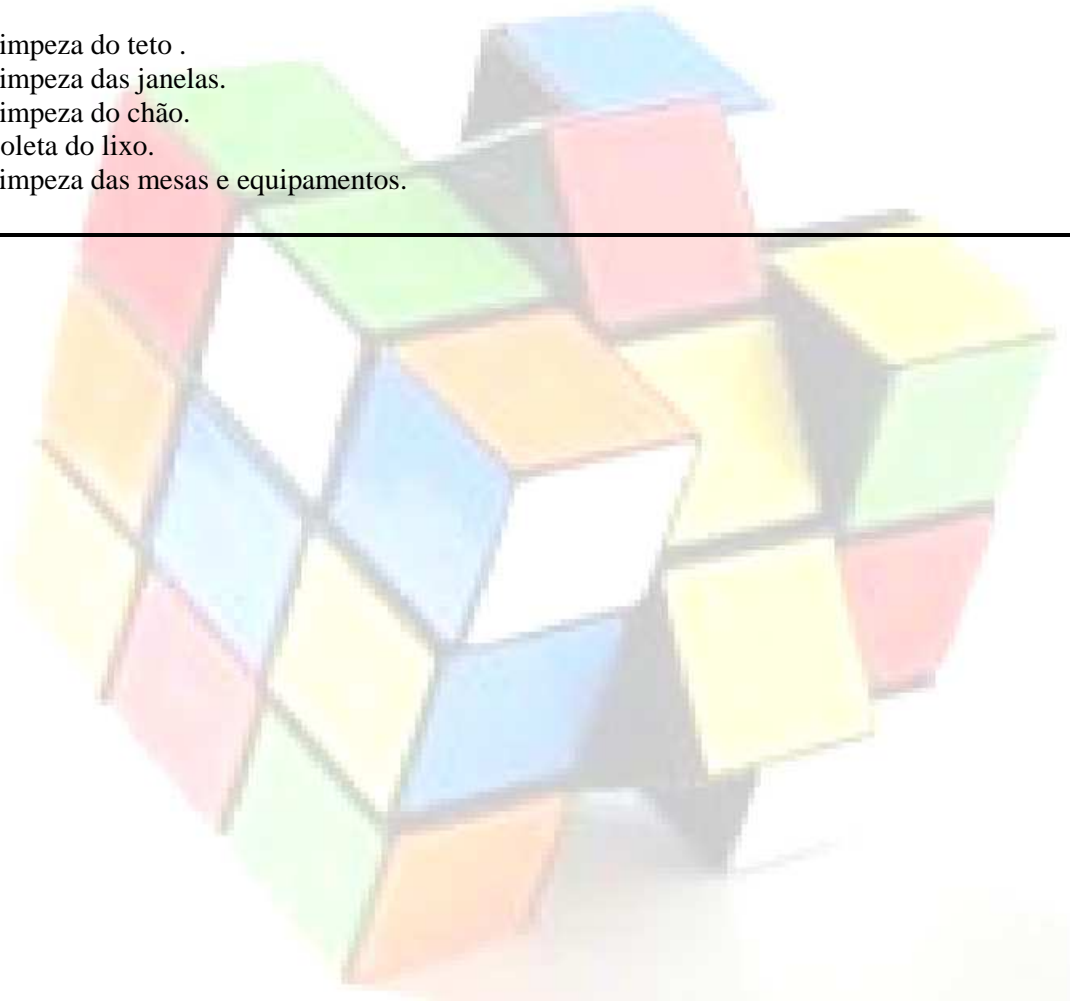 impeza do teto .
impeza das janelas.
impeza do chão.
oleta do lixo.
impeza das mesas e equipamentos.